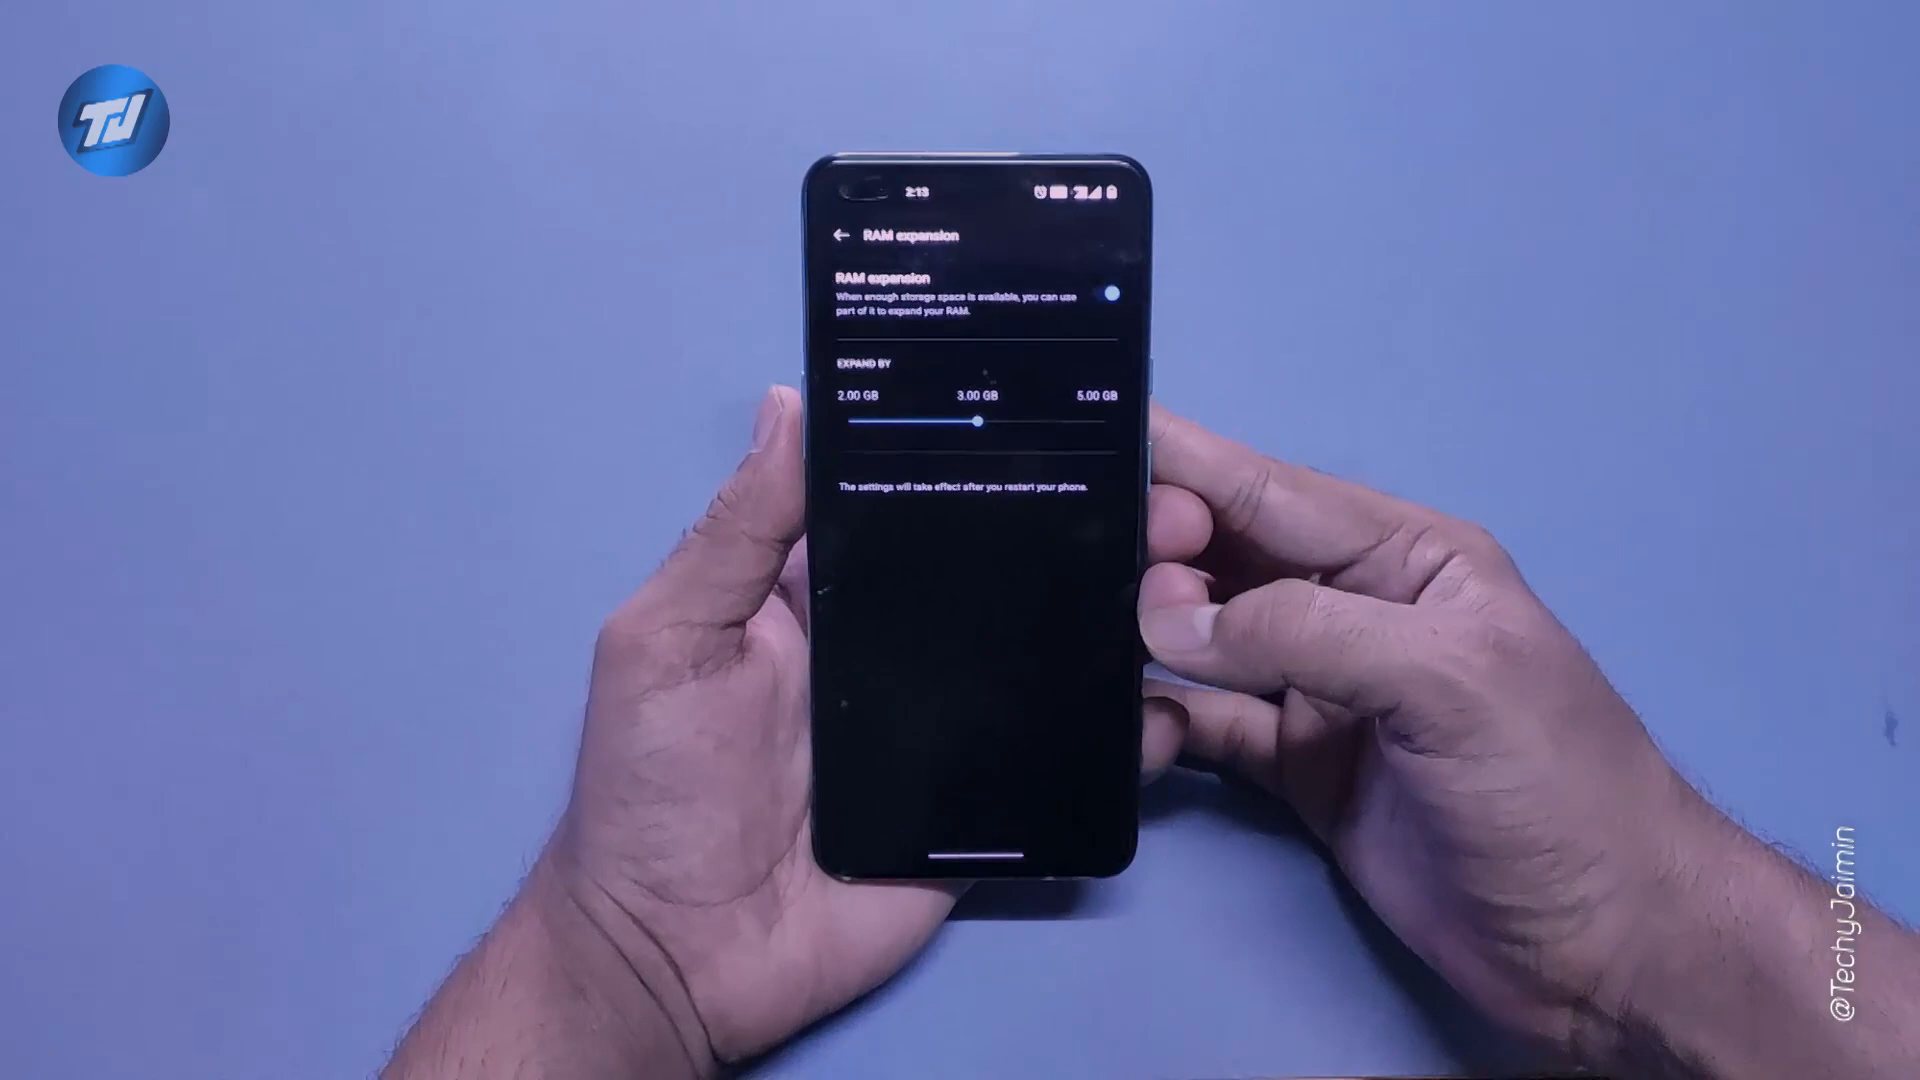 TJ
2:13
RAM expansion
RAM expansion
When enough storage space is available, you can use
part of it to expand your RAM.
EXPAND BY
2.00 GB 3.00 GB 5.00 GB
The settings will take effect after you restart your phone.
@TechyJaimin